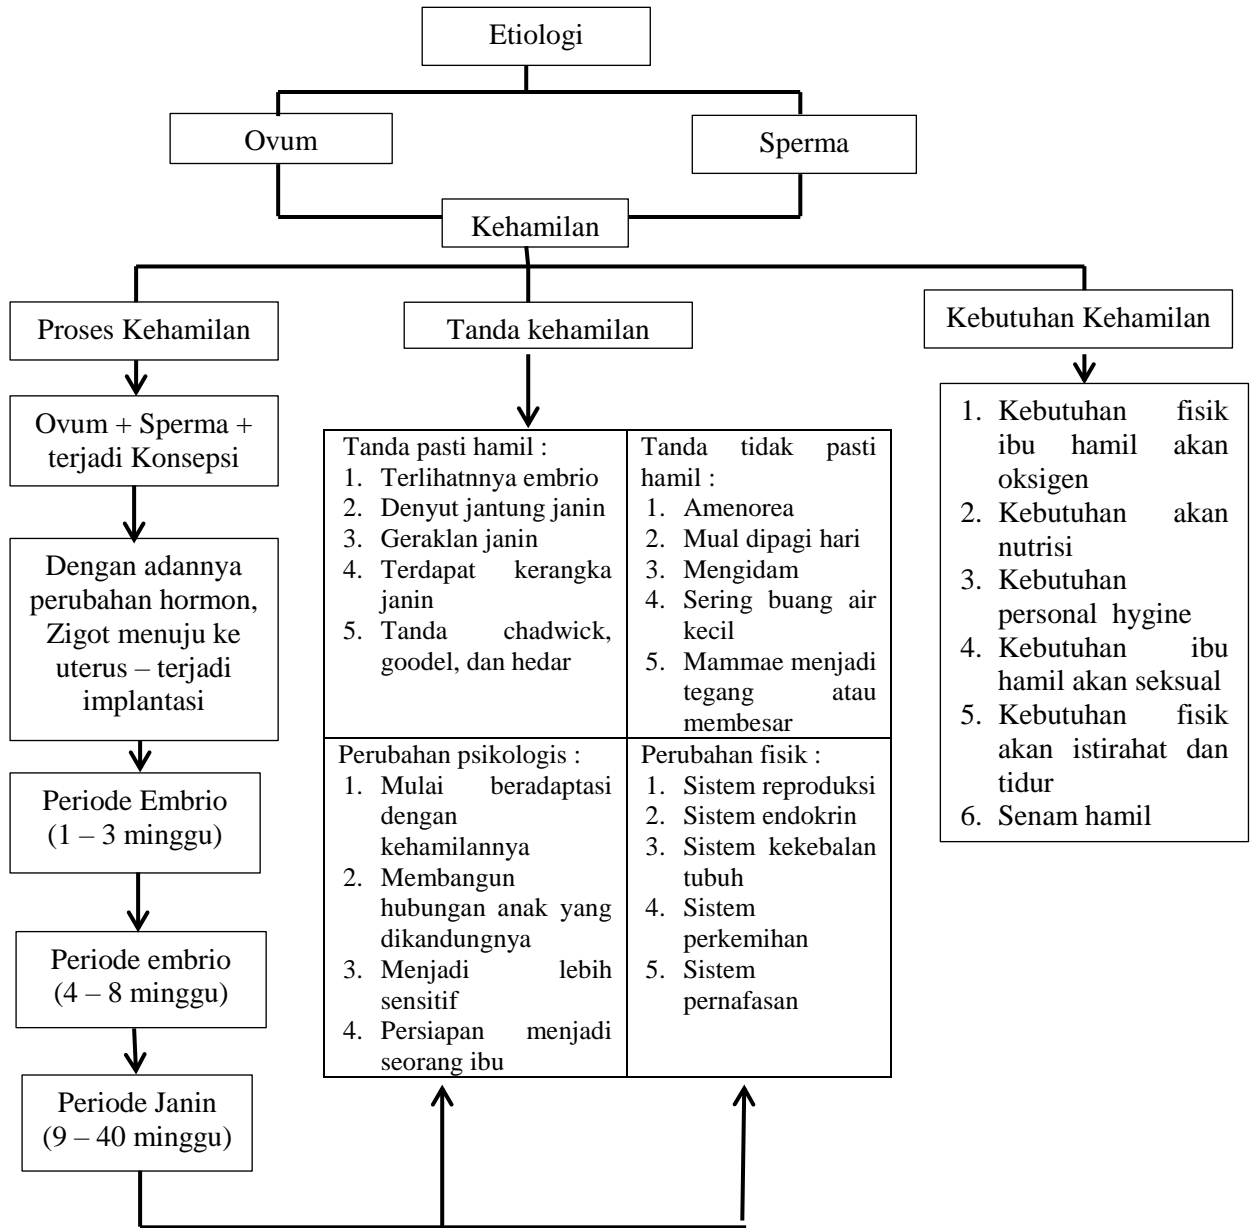 Etiologi
Ovum
Sperma
Kehamilan
Proses Kehamilan
Ovum + Sperma +
terjadi Konsepsi
Dengan adannya
perubahan hormon,
Zigot menuju ke
uterus – terjadi
implantasi
Periode Embrio
(1 – 3 minggu)
Periode embrio
(4 – 8 minggu)
Periode Janin
(9 – 40 minggu)
Tanda kehamilan
Tanda pasti hamil :
1. Terlihatnnya embrio
2. Denyut jantung janin
3. Geraklan janin
4. Terdapat kerangka
janin
5. Tanda chadwick,
goodel, dan hedar
Tanda tidak pasti
hamil :
1. Amenorea
2. Mual dipagi hari
3. Mengidam
4. Sering buang air
kecil
5. Mammae menjadi
tegang atau
membesar
Perubahan psikologis :
1. Mulai beradaptasi
dengan
kehamilannya
2. Membangun
hubungan anak yang
dikandungnya
3. Menjadi lebih
sensitif
4. Persiapan menjadi
seorang ibu
Perubahan fisik :
1. Sistem reproduksi
2. Sistem endokrin
3. Sistem kekebalan
tubuh
4. Sistem
perkemihan
5. Sistem
pernafasan
Kebutuhan Kehamilan
1. Kebutuhan fisik
ibu hamil akan
oksigen
2. Kebutuhan akan
nutrisi
3. Kebutuhan
personal hygine
4. Kebutuhan ibu
hamil akan seksual
5. Kebutuhan fisik
akan istirahat dan
tidur
6. Senam hamil